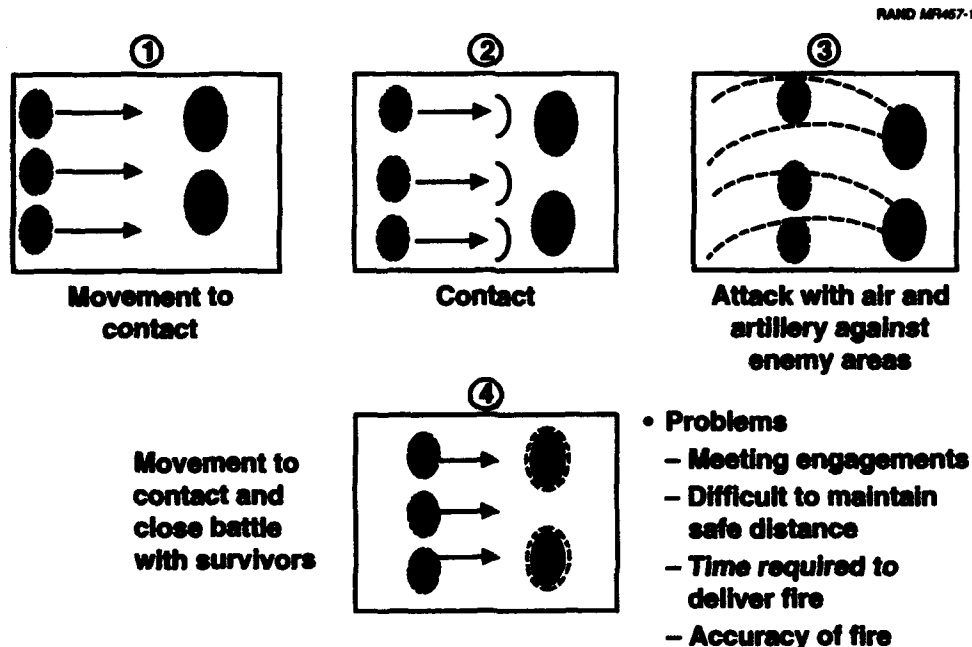 RAND MR467-1
①
②
③
Movement to
contact
Contact
Attack with air and
artillery against
enemy areas
④
Movement to
contact and
close battle
with survivors
• Problems
– Meeting engagements
– Difficult to maintain
safe distance
– Time required to
deliver fire
– Accuracy of fire